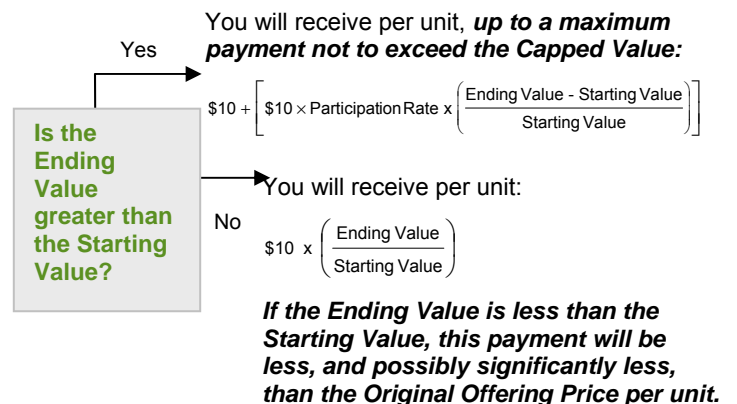 You will receive per unit, up to a maximum
payment not to exceed the Capped Value:
Yes
$10 + [ $10 × Participation Rate x ( Ending Value - Starting Value / Starting Value ) ]
Is the
Ending
Value
greater than
the Starting
Value?
You will receive per unit:
No
$10 x ( Ending Value / Starting Value )
If the Ending Value is less than the
Starting Value, this payment will be
less, and possibly significantly less,
than the Original Offering Price per unit.